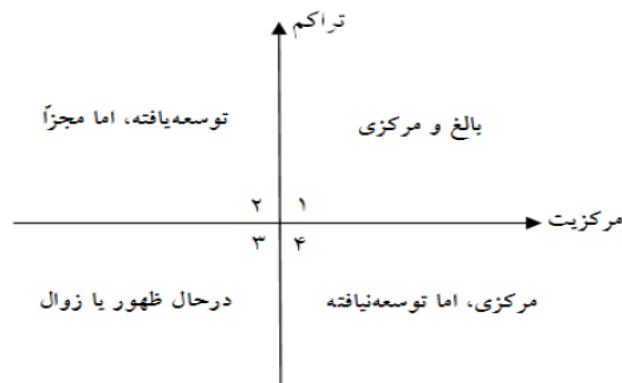 تراکم
بالغ و مرکزی
توسعه‌یافته، اما مجزاً
۱
۲
مرکزیت
۳
۴
مرکزی، اما توسعه‌نیافته
درحال ظهور یا زوال